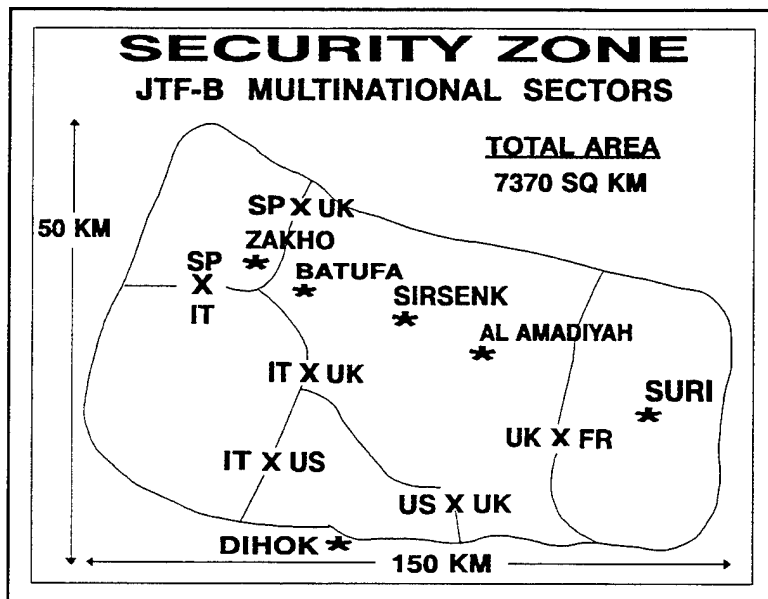 SECURITY ZONE
JTF-B MULTINATIONAL SECTORS
TOTAL AREA
7370 SQ KM
50 KM
SP X UK
ZAKHO
SP
X
IT
BATUFA
SIRSENK
AL AMADIYAH
IT X UK
SURI
UK X FR
IT X US
US X UK
DIHOK
150 KM